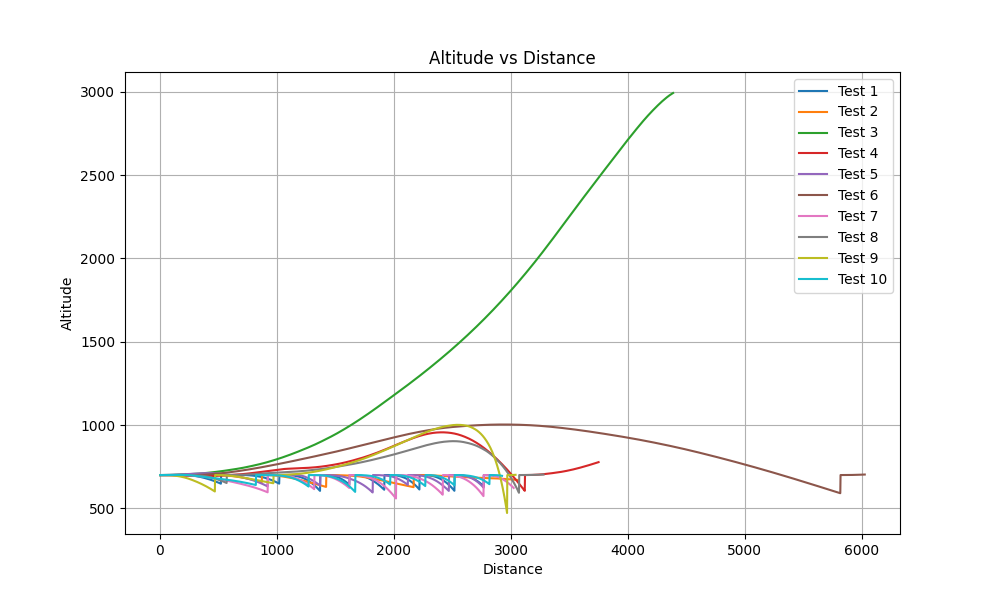 Altitude vs Distance
Altitude
3000
2500
2000
1500
1000
500
0
1000
2000
3000
4000
5000
6000
Distance
Test 1
Test 2
Test 3
Test 4
Test 5
Test 6
Test 7
Test 8
Test 9
Test 10